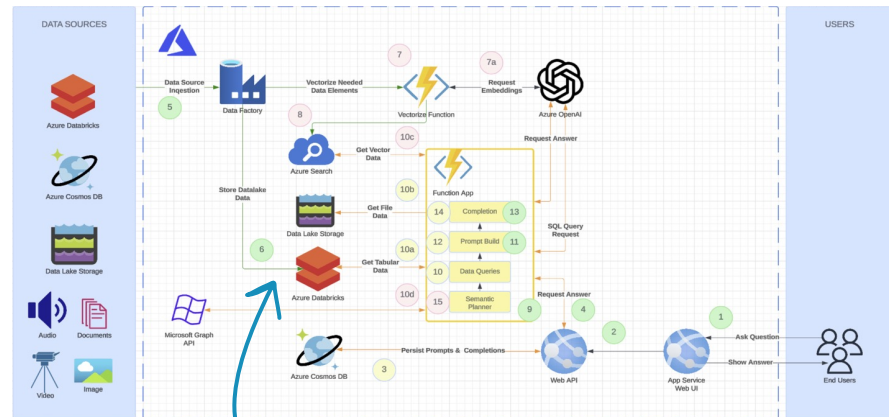 DATA SOURCES
USERS
7
7a
Data Source
Ingestion
Vectorize Needed
Data Elements
Request
Embeddings
5
Data Factory
Vectorize Function
Azure OpenAI
8
Azure Databricks
10c
Request Answer
Get Vector
Data
Azure Search
Function App
10b
Store Datalake
Data
Azure Cosmos DB
Get File
Data
14
Completion
13
Data Lake Storage
SQL Query
Request
6
12
Prompt Build
11
10a
Get Tabular
Data
10
Data Queries
Data Lake Storage
Azure Databricks
10d
15
Semantic
Planner
Request Answer
9
4
1
2
Microsoft Graph
API
Audio
Documents
Ask Question
Persist Prompts & Completions
Show Answer
Azure Cosmos DB
3
Web API
App Service
Web UI
End Users
Video
Image